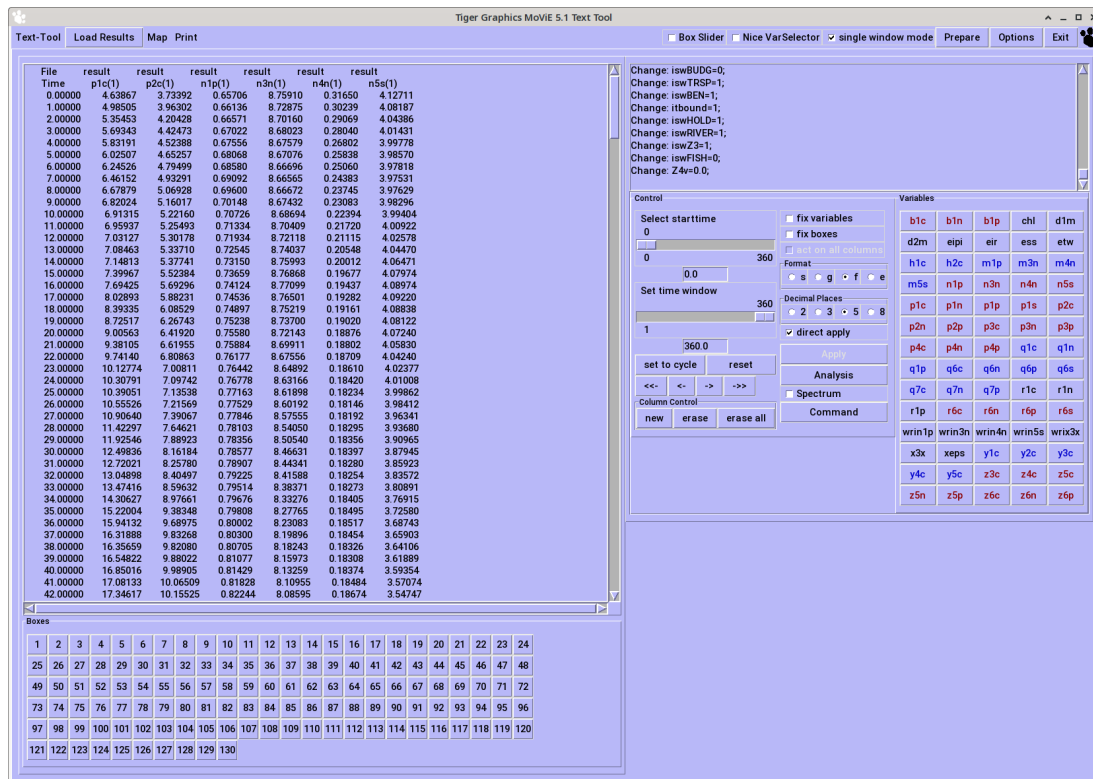 Tiger Graphics MoViE 5.1 Text Tool
Text-Tool Load Results Map Print Box Slider Nice VarSelector single window mode Prepare Options Exit
File result result result result result result
Time p1c(1) p2c(1) n1p(1) n3n(1) n4n(1) n5s(1)
0.00000 4.63867 3.73392 0.65706 8.75910 0.31650 4.12711
1.00000 4.98505 3.96302 0.66136 8.72875 0.30239 4.08187
2.00000 5.35453 4.20428 0.66571 8.70160 0.29069 4.04386
3.00000 5.69343 4.42473 0.67022 8.68023 0.28040 4.01431
4.00000 5.83191 4.52388 0.67556 8.67579 0.26802 3.99778
5.00000 6.02507 4.65257 0.68068 8.67076 0.25838 3.98570
6.00000 6.24526 4.79499 0.68580 8.66696 0.25060 3.97818
7.00000 6.46152 4.93291 0.69092 8.66565 0.24383 3.97531
8.00000 6.67879 5.06928 0.69600 8.66672 0.23745 3.97629
9.00000 6.82024 5.16017 0.70148 8.67432 0.23083 3.98296
10.00000 6.91315 5.22160 0.70726 8.68694 0.22394 3.99404
11.00000 6.95937 5.25493 0.71334 8.70409 0.21720 4.00922
12.00000 7.03127 5.30178 0.71934 8.72118 0.21115 4.02578
13.00000 7.08463 5.33710 0.72545 8.74037 0.20548 4.04470
14.00000 7.14813 5.37741 0.73150 8.75993 0.20012 4.06471
15.00000 7.39967 5.52384 0.73659 8.76868 0.19677 4.07974
16.00000 7.69425 5.69296 0.74124 8.77099 0.19437 4.08974
17.00000 8.02893 5.88231 0.74536 8.76501 0.19282 4.09220
18.00000 8.39335 6.08529 0.74897 8.75219 0.19161 4.08838
19.00000 8.72517 6.26743 0.75238 8.73700 0.19020 4.08122
20.00000 9.00563 6.41920 0.75580 8.72143 0.18876 4.07240
21.00000 9.38105 6.61955 0.75884 8.69911 0.18802 4.05830
22.00000 9.74140 6.80863 0.76177 8.67556 0.18709 4.04240
23.00000 10.12774 7.00811 0.76442 8.64892 0.18610 4.02377
24.00000 10.30791 7.09742 0.76778 8.63166 0.18420 4.01008
25.00000 10.39051 7.13538 0.77163 8.61898 0.18234 3.99862
26.00000 10.55526 7.21569 0.77529 8.60192 0.18146 3.98412
27.00000 10.90640 7.39067 0.77846 8.57555 0.18192 3.96341
28.00000 11.42297 7.64621 0.78103 8.54050 0.18295 3.93680
29.00000 11.92546 7.88923 0.78356 8.50540 0.18356 3.90965
30.00000 12.49836 8.16184 0.78577 8.46631 0.18397 3.87945
31.00000 12.72021 8.25780 0.78907 8.44341 0.18280 3.85923
32.00000 13.04898 8.40497 0.79225 8.41588 0.18254 3.83572
33.00000 13.47416 8.59632 0.79514 8.38371 0.18273 3.80891
34.00000 14.30627 8.97661 0.79676 8.33276 0.18405 3.76915
35.00000 15.22004 9.38348 0.79808 8.27765 0.18495 3.72580
36.00000 15.94132 9.68975 0.80002 8.23083 0.18517 3.68743
37.00000 16.31888 9.83268 0.80300 8.19896 0.18454 3.65903
38.00000 16.35659 9.82080 0.80705 8.18243 0.18326 3.64106
39.00000 16.54822 9.88022 0.81077 8.15973 0.18308 3.61889
40.00000 16.85016 9.98905 0.81429 8.13259 0.18374 3.59354
41.00000 17.08133 10.06509 0.81828 8.10955 0.18484 3.57074
42.00000 17.34617 10.15525 0.82244 8.08595 0.18674 3.54747
Boxes
1 2 3 4 5 6 7 8 9 10 11 12 13 14 15 16 17 18 19 20 21 22 23 24
25 26 27 28 29 30 31 32 33 34 35 36 37 38 39 40 41 42 43 44 45 46 47 48
49 50 51 52 53 54 55 56 57 58 59 60 61 62 63 64 65 66 67 68 69 70 71 72
73 74 75 76 77 78 79 80 81 82 83 84 85 86 87 88 89 90 91 92 93 94 95 96
97 98 99 100 101 102 103 104 105 106 107 108 109 110 111 112 113 114 115 116 117 118 119 120
121 122 123 124 125 126 127 128 129 130
Change: iswBUDG=0;
Change: iswTRSP=1;
Change: iswBEN=1;
Change: itbound=1;
Change: iswHOLD=1;
Change: iswRIVER=1;
Change: iswZ3=1;
Change: iswFISH=0;
Change: Z4v=0.0;
Control
Select starttime
0
0 360
0.0
Set time window
360
1
360.0
set to cycle reset
<<- <- -> ->>
Column Control
new erase erase all
fix variables
fix boxes
act on all columns
Format
s g f e
Decimal Places
2 3 5 8
direct apply
Apply
Analysis
Spectrum
Command
Variables
b1c b1n b1p chl d1m
d2m eipi eir ess etw
h1c h2c m1p m3n m4n
m5s n1p n3n n4n n5s
p1c p1n p1p p1s p2c
p2n p2p p3c p3n p3p
p4c p4n p4p q1c q1n
q1p q6c q6n q6p q6s
q7c q7n q7p r1c r1n
r1p r6c r6n r6p r6s
wrin1p wrin3n wrin4n wrin5s wrix3x
x3x xeps y1c y2c y3c
y4c y5c z3c z4c z5c
z5n z5p z6c z6n z6p